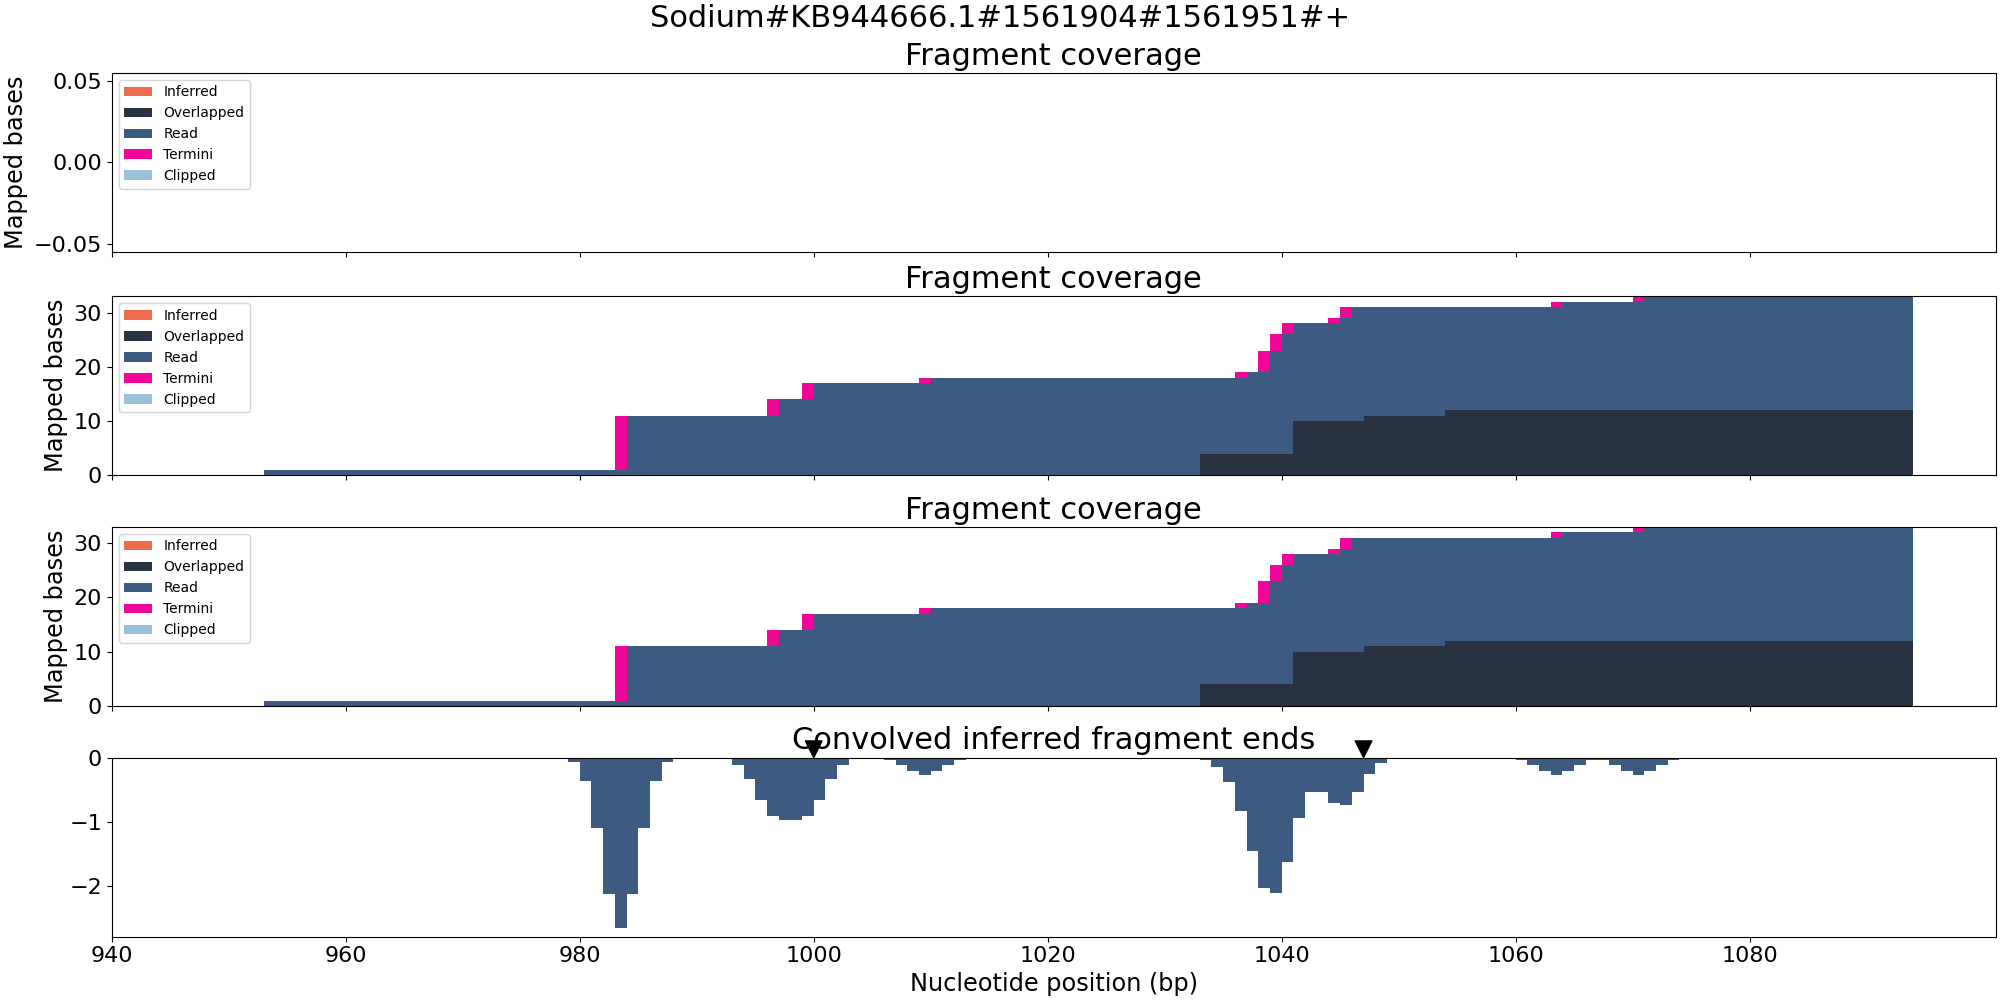 Sodium#KB944666.1#1561904#1561951#+
Fragment coverage
Mapped bases
0.05
0.00
−0.05
Inferred
Overlapped
Read
Termini
Clipped
Fragment coverage
Mapped bases
30
20
10
0
Inferred
Overlapped
Read
Termini
Clipped
Fragment coverage
Mapped bases
30
20
10
0
Inferred
Overlapped
Read
Termini
Clipped
Convolved inferred fragment ends
0
−1
−2
940 960 980 1000 1020 1040 1060 1080
Nucleotide position (bp)